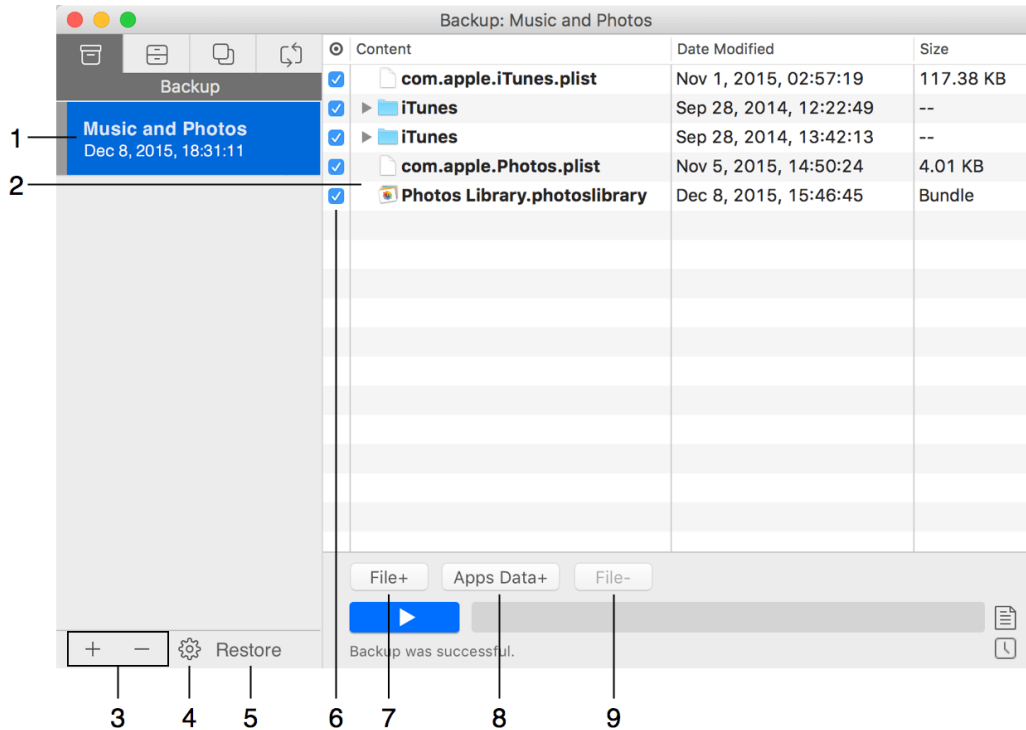 Backup: Music and Photos
Content Date Modified Size
Backup
com.apple.iTunes.plist Nov 1, 2015, 02:57:19 117.38 KB
iTunes Sep 28, 2014, 12:22:49 --
1 Music and Photos
Dec 8, 2015, 18:31:11
iTunes Sep 28, 2014, 13:42:13 --
com.apple.Photos.plist Nov 5, 2015, 14:50:24 4.01 KB
2
Photos Library.photoslibrary Dec 8, 2015, 15:46:45 Bundle
File+ Apps Data+ File-
+ − Restore
Backup was successful.
3 4 5 6 7 8 9